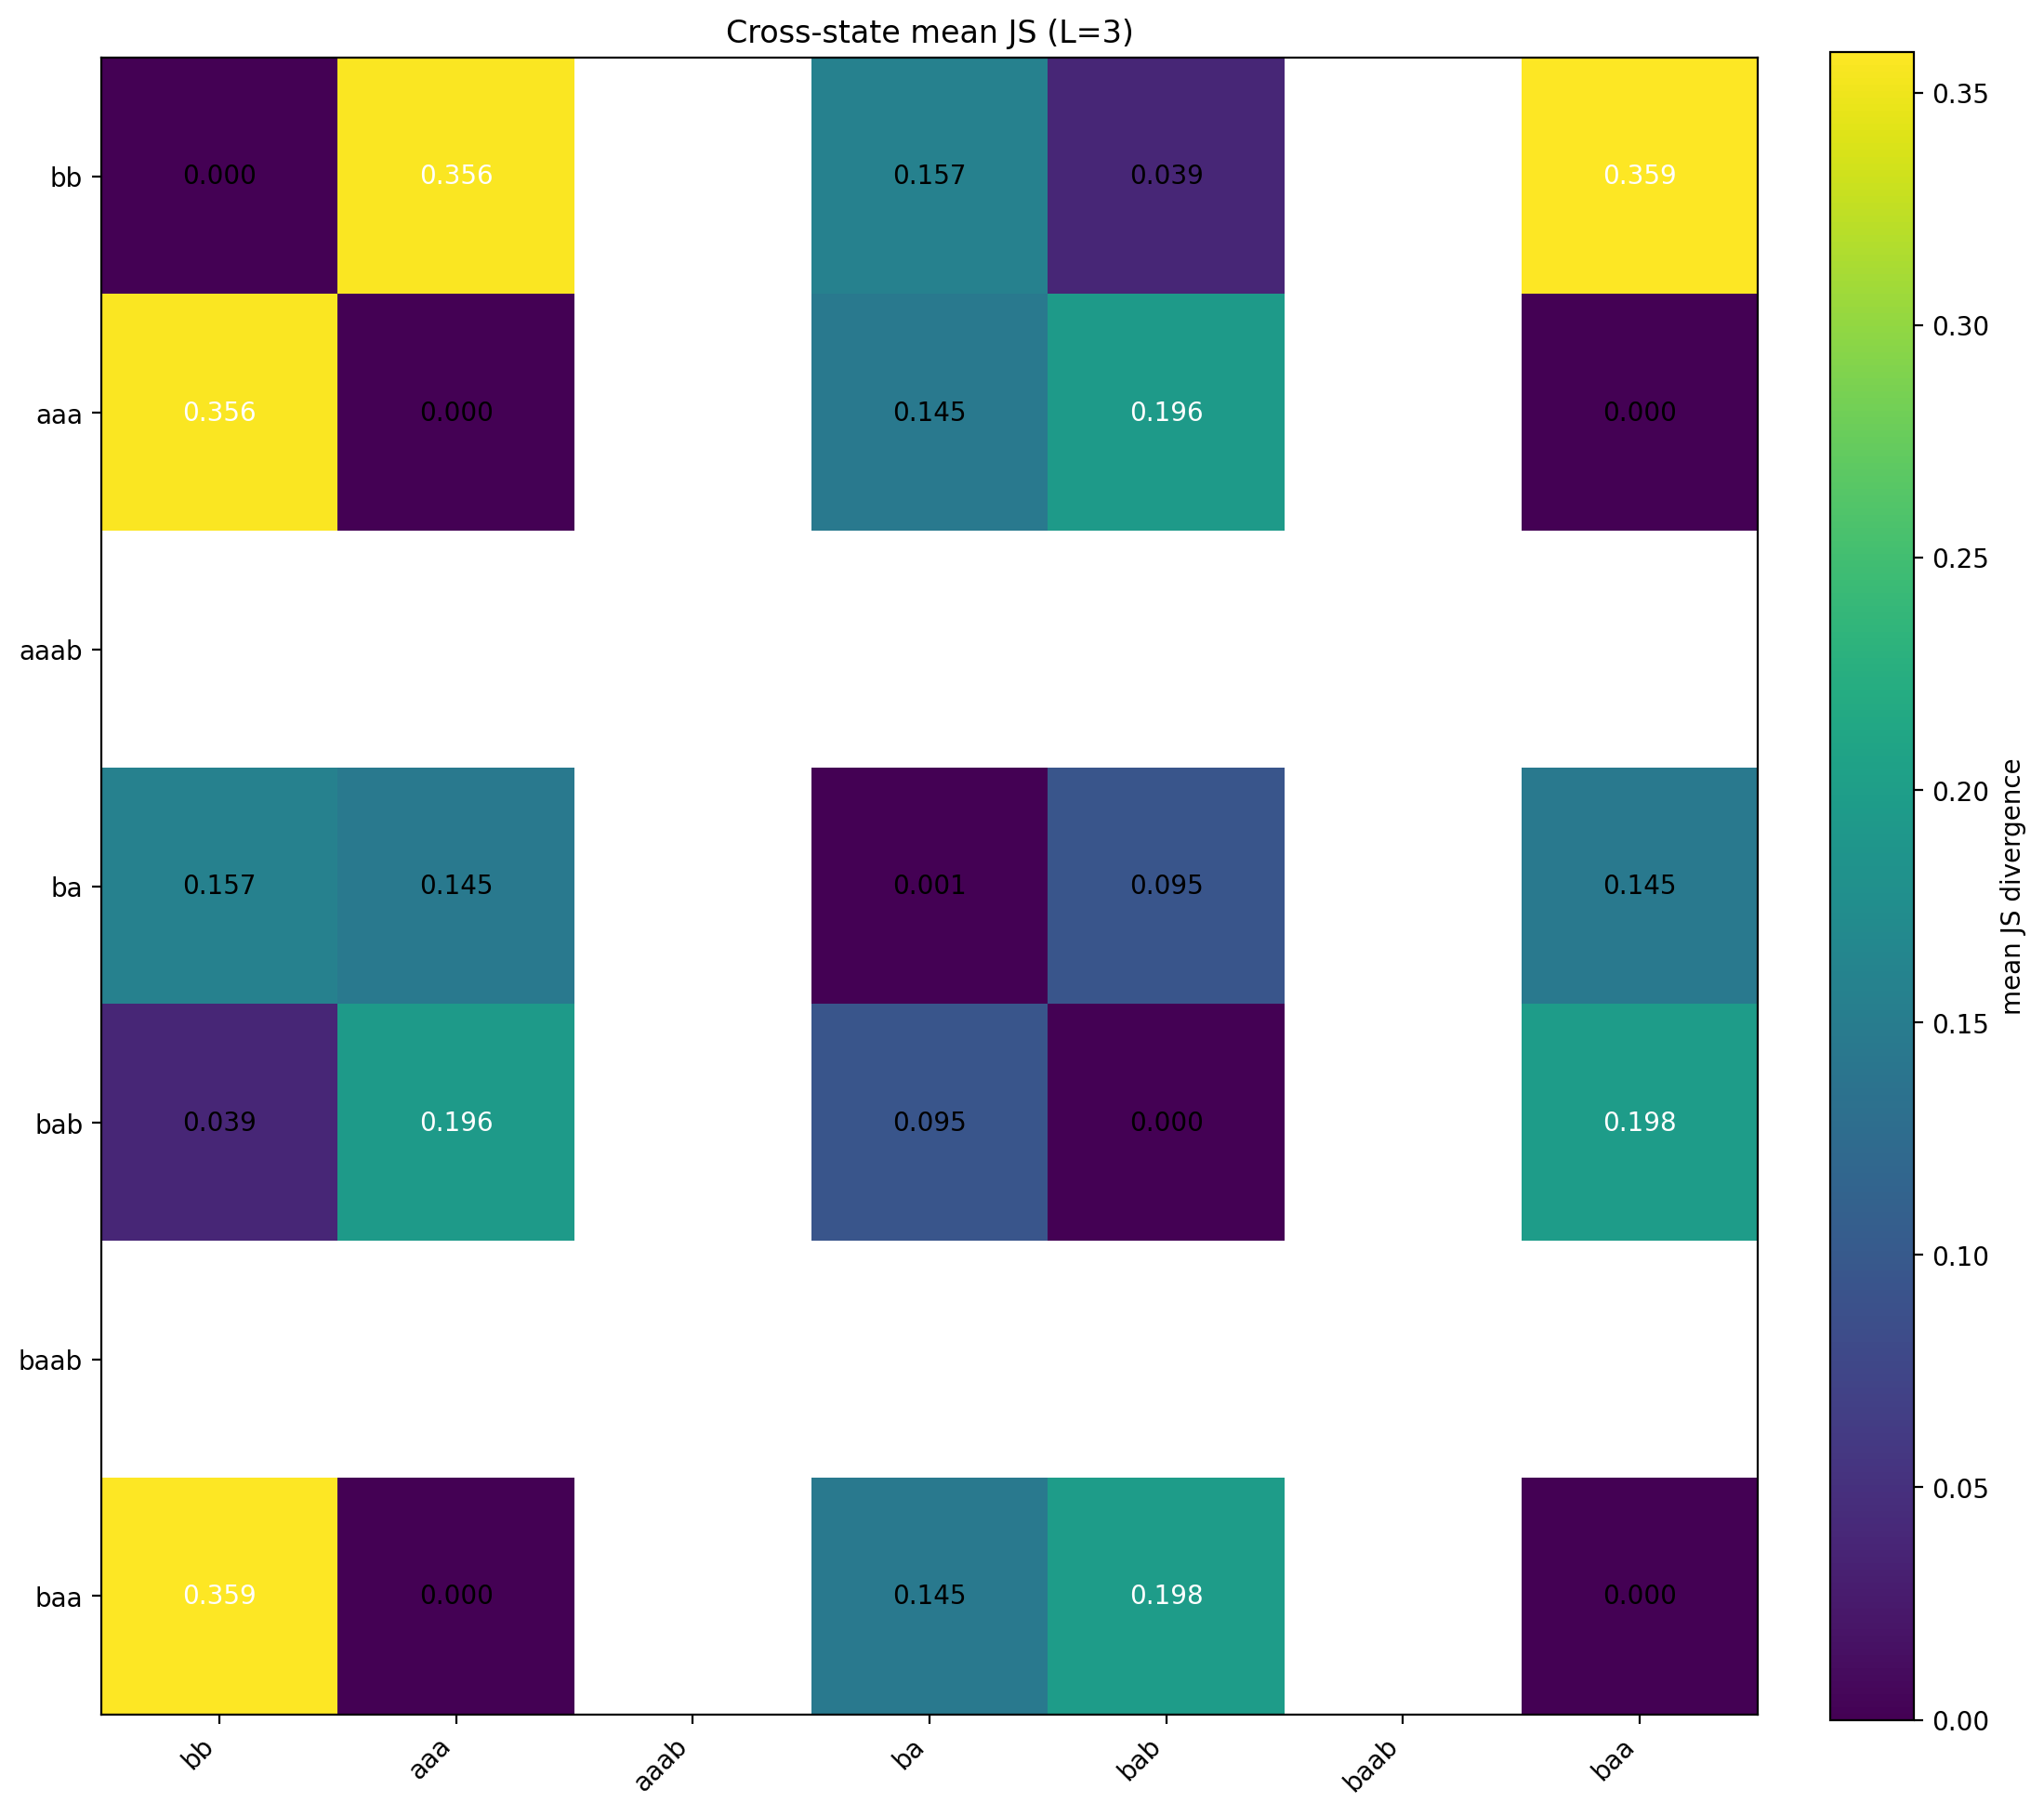 Cross-state mean JS (L=3)
bb 0.000 0.356 0.157 0.039 0.359
aaa 0.356 0.000 0.145 0.196 0.000
aaab
ba 0.157 0.145 0.001 0.095 0.145
bab 0.039 0.196 0.095 0.000 0.198
baab
baa 0.359 0.000 0.145 0.198 0.000
bb aaa aaab ba bab baab baa
0.35
0.30
0.25
0.20
0.15
0.10
0.05
0.00
mean JS divergence